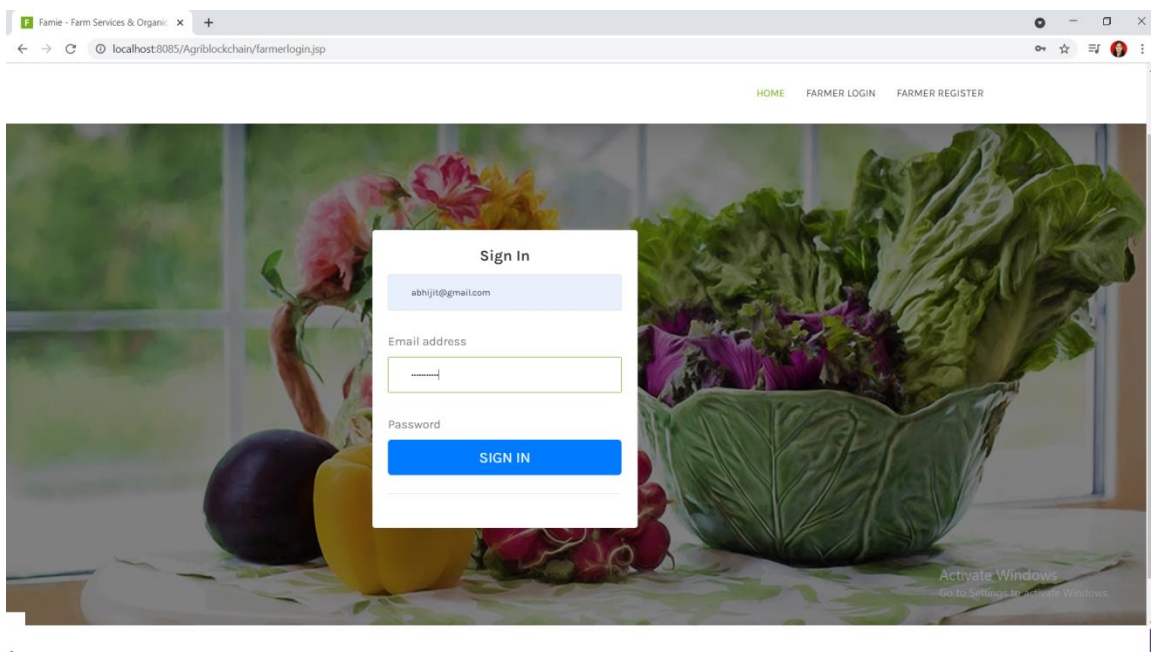 F Famie - Farm Services & Organic
localhost:8085/Agriblockchain/farmerlogin.jsp
HOME FARMER LOGIN FARMER REGISTER
Sign In
abhijit@gmail.com
Email address
Password
SIGN IN
Activate Windows
Go to Settings to activate Windows.